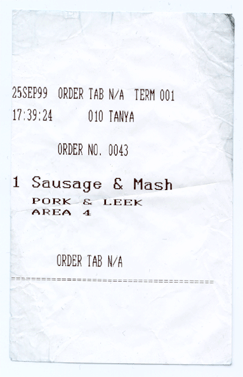 25SEP99 ORDER TAB N/A TERM 001
17:39:24 010 TANYA
ORDER NO. 0043
1 Sausage & Mash
PORK & LEEK
AREA 4
ORDER TAB N/A